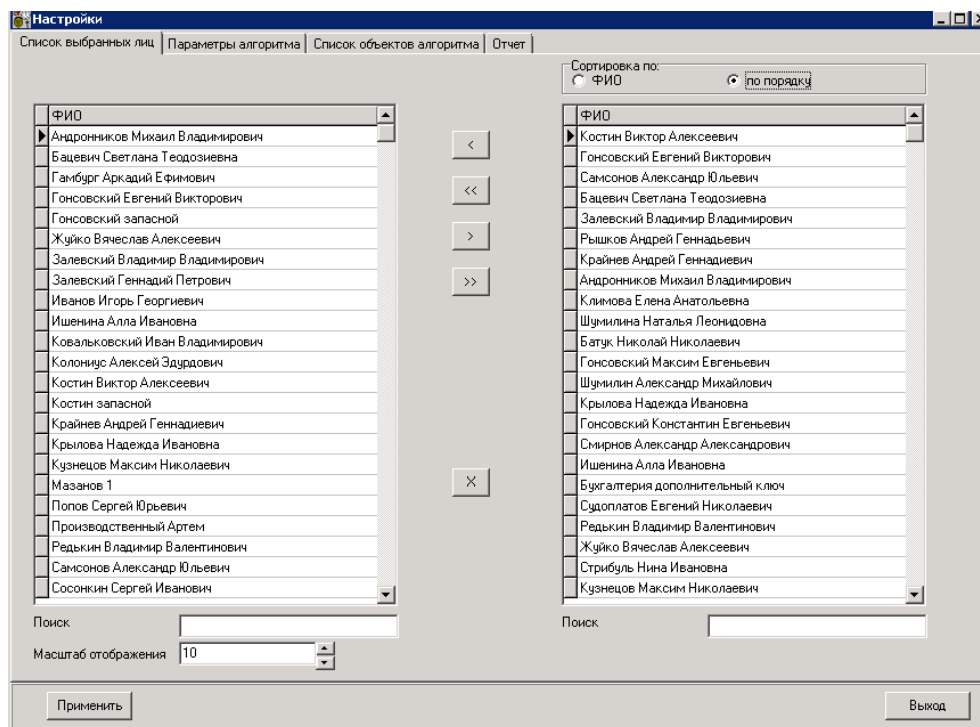 Настройки
Список выбранных лиц Параметры алгоритма Список объектов алгоритма Отчет
Сортировка по:
ФИО по порядку
ФИО
Андронников Михаил Владимирович
Бацевич Светлана Теодозиевна
Гамбург Аркадий Ефимович
Гонсовский Евгений Викторович
Гонсовский запасной
Жуйко Вячеслав Алексеевич
Залевский Владимир Владимирович
Залевский Геннадий Петрович
Иванов Игорь Георгиевич
Ишенина Алла Ивановна
Ковальковский Иван Владимирович
Колониус Алексей Эдурдович
Костин Виктор Алексеевич
Костин запасной
Крайнев Андрей Геннадиевич
Крылова Надежда Ивановна
Кузнецов Максим Николаевич
Мазанов 1
Попов Сергей Юрьевич
Производственный Артем
Редькин Владимир Валентинович
Самсонов Александр Юльевич
Сосонкин Сергей Иванович
<
<<
>
>>
X
ФИО
Костин Виктор Алексеевич
Гонсовский Евгений Викторович
Самсонов Александр Юльевич
Бацевич Светлана Теодозиевна
Залевский Владимир Владимирович
Рышков Андрей Геннадьевич
Крайнев Андрей Геннадиевич
Андронников Михаил Владимирович
Климова Елена Анатольевна
Шумилина Наталья Леонидовна
Батук Николай Николаевич
Гонсовский Максим Евгеньевич
Шумилин Александр Михайлович
Крылова Надежда Ивановна
Гонсовский Константин Евгеньевич
Смирнов Александр Александрович
Ишенина Алла Ивановна
Бухгалтерия дополнительный ключ
Судоплатов Евгений Николаевич
Редькин Владимир Валентинович
Жуйко Вячеслав Алексеевич
Стрибуль Нина Ивановна
Кузнецов Максим Николаевич
Поиск
Поиск
Масштаб отображения 10
Применить
Выход